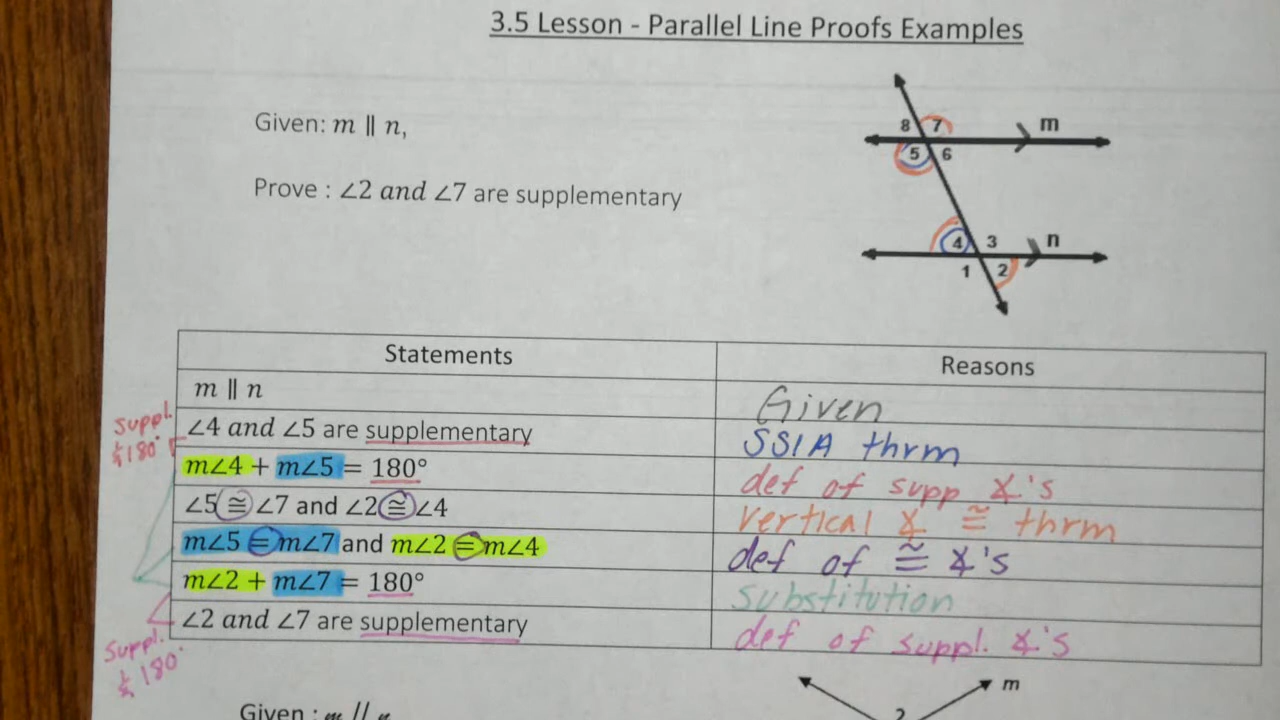 3.5 Lesson - Parallel Line Proofs Examples
Given: m ∥ n,
Prove : ∠2 and ∠7 are supplementary
8 7 m
5 6
4 3 n
1 2
Statements Reasons
m ∥ n Given
∠4 and ∠5 are supplementary SSIA thrm
m∠4 + m∠5 = 180° def of supp ∡'s
∠5 ≅ ∠7 and ∠2 ≅ ∠4 vertical ∡ ≅ thrm
m∠5 = m∠7 and m∠2 = m∠4 def of ≅ ∡'s
m∠2 + m∠7 = 180° substitution
∠2 and ∠7 are supplementary def of suppl. ∡'s
suppl.
180°
suppl.
180°
m
Given : m // n
2